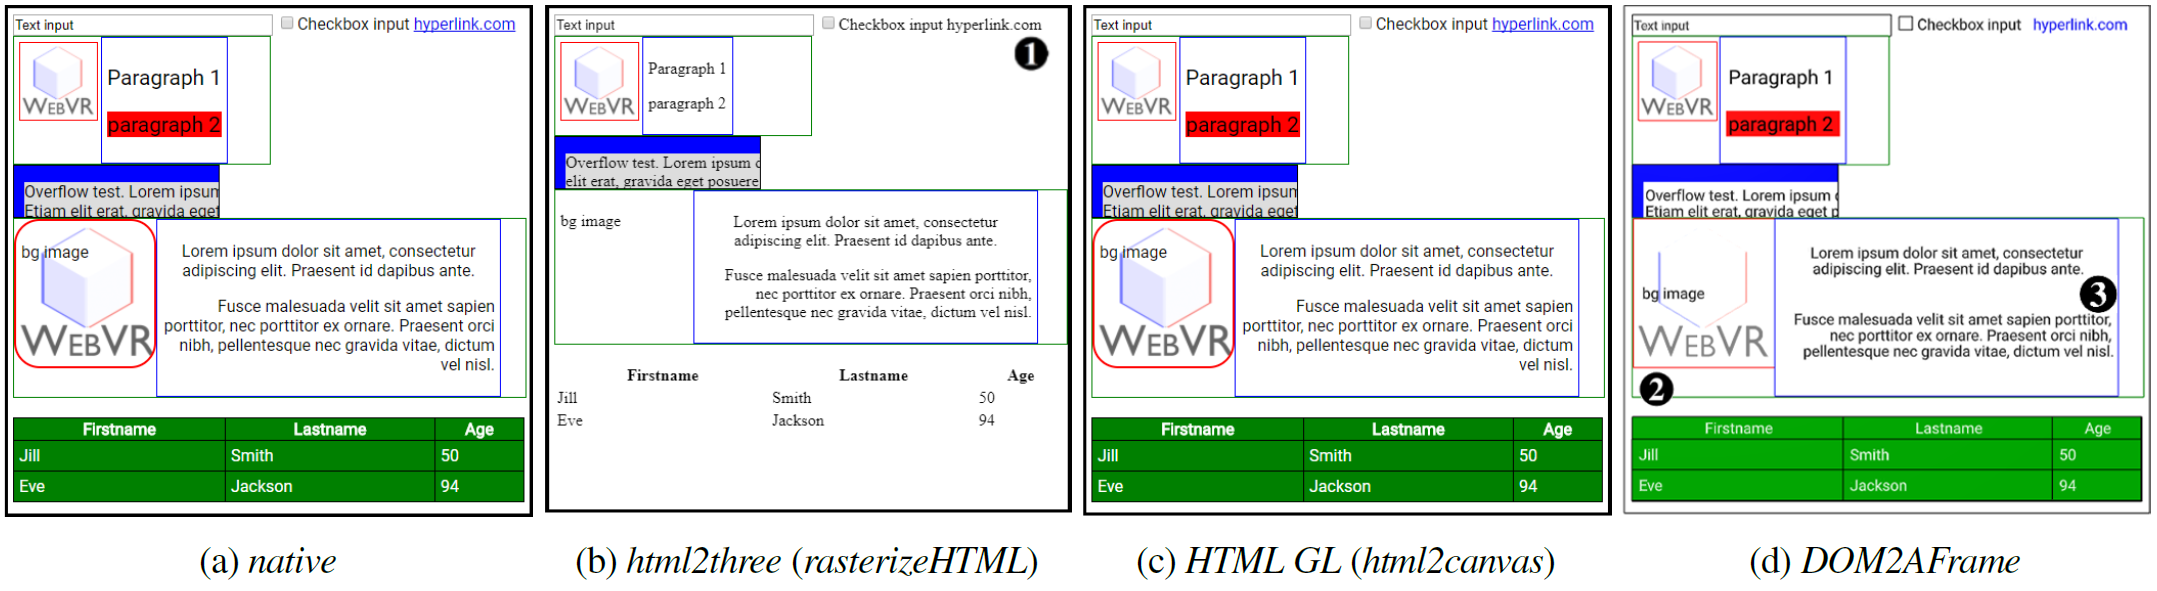 Text input
Checkbox input hyperlink.com
WEBVR
Paragraph 1
paragraph 2
Overflow test. Lorem ipsum
Etiam elit erat, gravida eget
bg image
WEBVR
Lorem ipsum dolor sit amet, consectetur
adipiscing elit. Praesent id dapibus ante.
Fusce malesuada velit sit amet sapien
porttitor, nec porttitor ex ornare. Praesent orci
nibh, pellentesque nec gravida vitae, dictum
vel nisl.
Firstname Lastname Age
Jill Smith 50
Eve Jackson 94
(a) native
Text input
Checkbox input hyperlink.com
1
WEBVR
Paragraph 1
paragraph 2
Overflow test. Lorem ipsum d
elit erat, gravida eget posuere
bg image
Lorem ipsum dolor sit amet, consectetur
adipiscing elit. Praesent id dapibus ante.
Fusce malesuada velit sit amet sapien porttitor,
nec porttitor ex ornare. Praesent orci nibh,
pellentesque nec gravida vitae, dictum vel nisl.
Firstname Lastname Age
Jill Smith 50
Eve Jackson 94
(b) html2three (rasterizeHTML)
Text input
Checkbox input hyperlink.com
WEBVR
Paragraph 1
paragraph 2
Overflow test. Lorem ipsum
Etiam elit erat, gravida eget
bg image
WEBVR
Lorem ipsum dolor sit amet, consectetur
adipiscing elit. Praesent id dapibus ante.
Fusce malesuada velit sit amet sapien
porttitor, nec porttitor ex ornare. Praesent orci
nibh, pellentesque nec gravida vitae, dictum
vel nisl.
Firstname Lastname Age
Jill Smith 50
Eve Jackson 94
(c) HTML GL (html2canvas)
Text input
Checkbox input hyperlink.com
WEBVR
Paragraph 1
paragraph 2
Overflow test. Lorem ipsum d
Etiam elit erat, gravida eget p
bg image
WEBVR
2
Lorem ipsum dolor sit amet, consectetur
adipiscing elit. Praesent id dapibus ante.
3
Fusce malesuada velit sit amet sapien porttitor,
nec porttitor ex ornare. Praesent orci nibh,
pellentesque nec gravida vitae, dictum vel nisl.
Firstname Lastname Age
Jill Smith 50
Eve Jackson 94
(d) DOM2AFrame